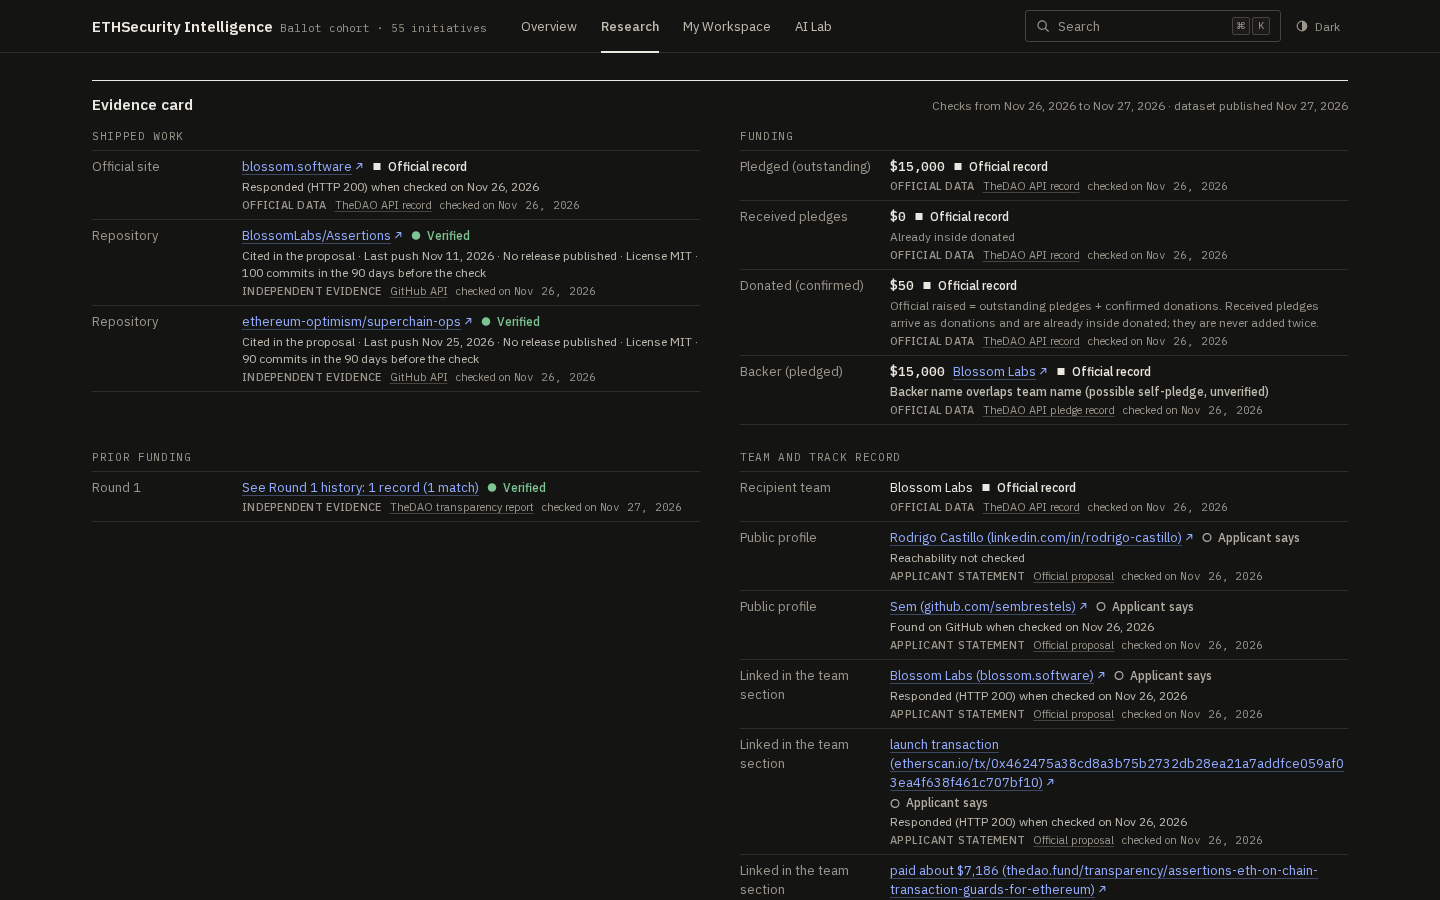 ETHSecurity Intelligence Ballot cohort · 55 initiatives Overview Research My Workspace AI Lab Search ⌘ K Dark
Evidence card Checks from Nov 26, 2026 to Nov 27, 2026 · dataset published Nov 27, 2026
SHIPPED WORK
Official site blossom.software ↗ ■ Official record
Responded (HTTP 200) when checked on Nov 26, 2026
OFFICIAL DATA TheDAO API record checked on Nov 26, 2026
Repository BlossomLabs/Assertions ↗ ● Verified
Cited in the proposal · Last push Nov 11, 2026 · No release published · License MIT ·
100 commits in the 90 days before the check
INDEPENDENT EVIDENCE GitHub API checked on Nov 26, 2026
Repository ethereum-optimism/superchain-ops ↗ ● Verified
Cited in the proposal · Last push Nov 25, 2026 · No release published · License MIT ·
90 commits in the 90 days before the check
INDEPENDENT EVIDENCE GitHub API checked on Nov 26, 2026
FUNDING
Pledged (outstanding) $15,000 ■ Official record
OFFICIAL DATA TheDAO API record checked on Nov 26, 2026
Received pledges $0 ■ Official record
Already inside donated
OFFICIAL DATA TheDAO API record checked on Nov 26, 2026
Donated (confirmed) $50 ■ Official record
Official raised = outstanding pledges + confirmed donations. Received pledges
arrive as donations and are already inside donated; they are never added twice.
OFFICIAL DATA TheDAO API record checked on Nov 26, 2026
Backer (pledged) $15,000 Blossom Labs ↗ ■ Official record
Backer name overlaps team name (possible self-pledge, unverified)
OFFICIAL DATA TheDAO API pledge record checked on Nov 26, 2026
PRIOR FUNDING
Round 1 See Round 1 history: 1 record (1 match) ● Verified
INDEPENDENT EVIDENCE TheDAO transparency report checked on Nov 27, 2026
TEAM AND TRACK RECORD
Recipient team Blossom Labs ■ Official record
OFFICIAL DATA TheDAO API record checked on Nov 26, 2026
Public profile Rodrigo Castillo (linkedin.com/in/rodrigo-castillo) ↗ ○ Applicant says
Reachability not checked
APPLICANT STATEMENT Official proposal checked on Nov 26, 2026
Public profile Sem (github.com/sembrestels) ↗ ○ Applicant says
Found on GitHub when checked on Nov 26, 2026
APPLICANT STATEMENT Official proposal checked on Nov 26, 2026
Linked in the team section Blossom Labs (blossom.software) ↗ ○ Applicant says
Responded (HTTP 200) when checked on Nov 26, 2026
APPLICANT STATEMENT Official proposal checked on Nov 26, 2026
Linked in the team section launch transaction
(etherscan.io/tx/0x462475a38cd8a3b75b2732db28ea21a7addfce059af0
3ea4f638f461c707bf10) ↗
○ Applicant says
Responded (HTTP 200) when checked on Nov 26, 2026
APPLICANT STATEMENT Official proposal checked on Nov 26, 2026
Linked in the team section paid about $7,186 (thedao.fund/transparency/assertions-eth-on-chain-
transaction-guards-for-ethereum) ↗